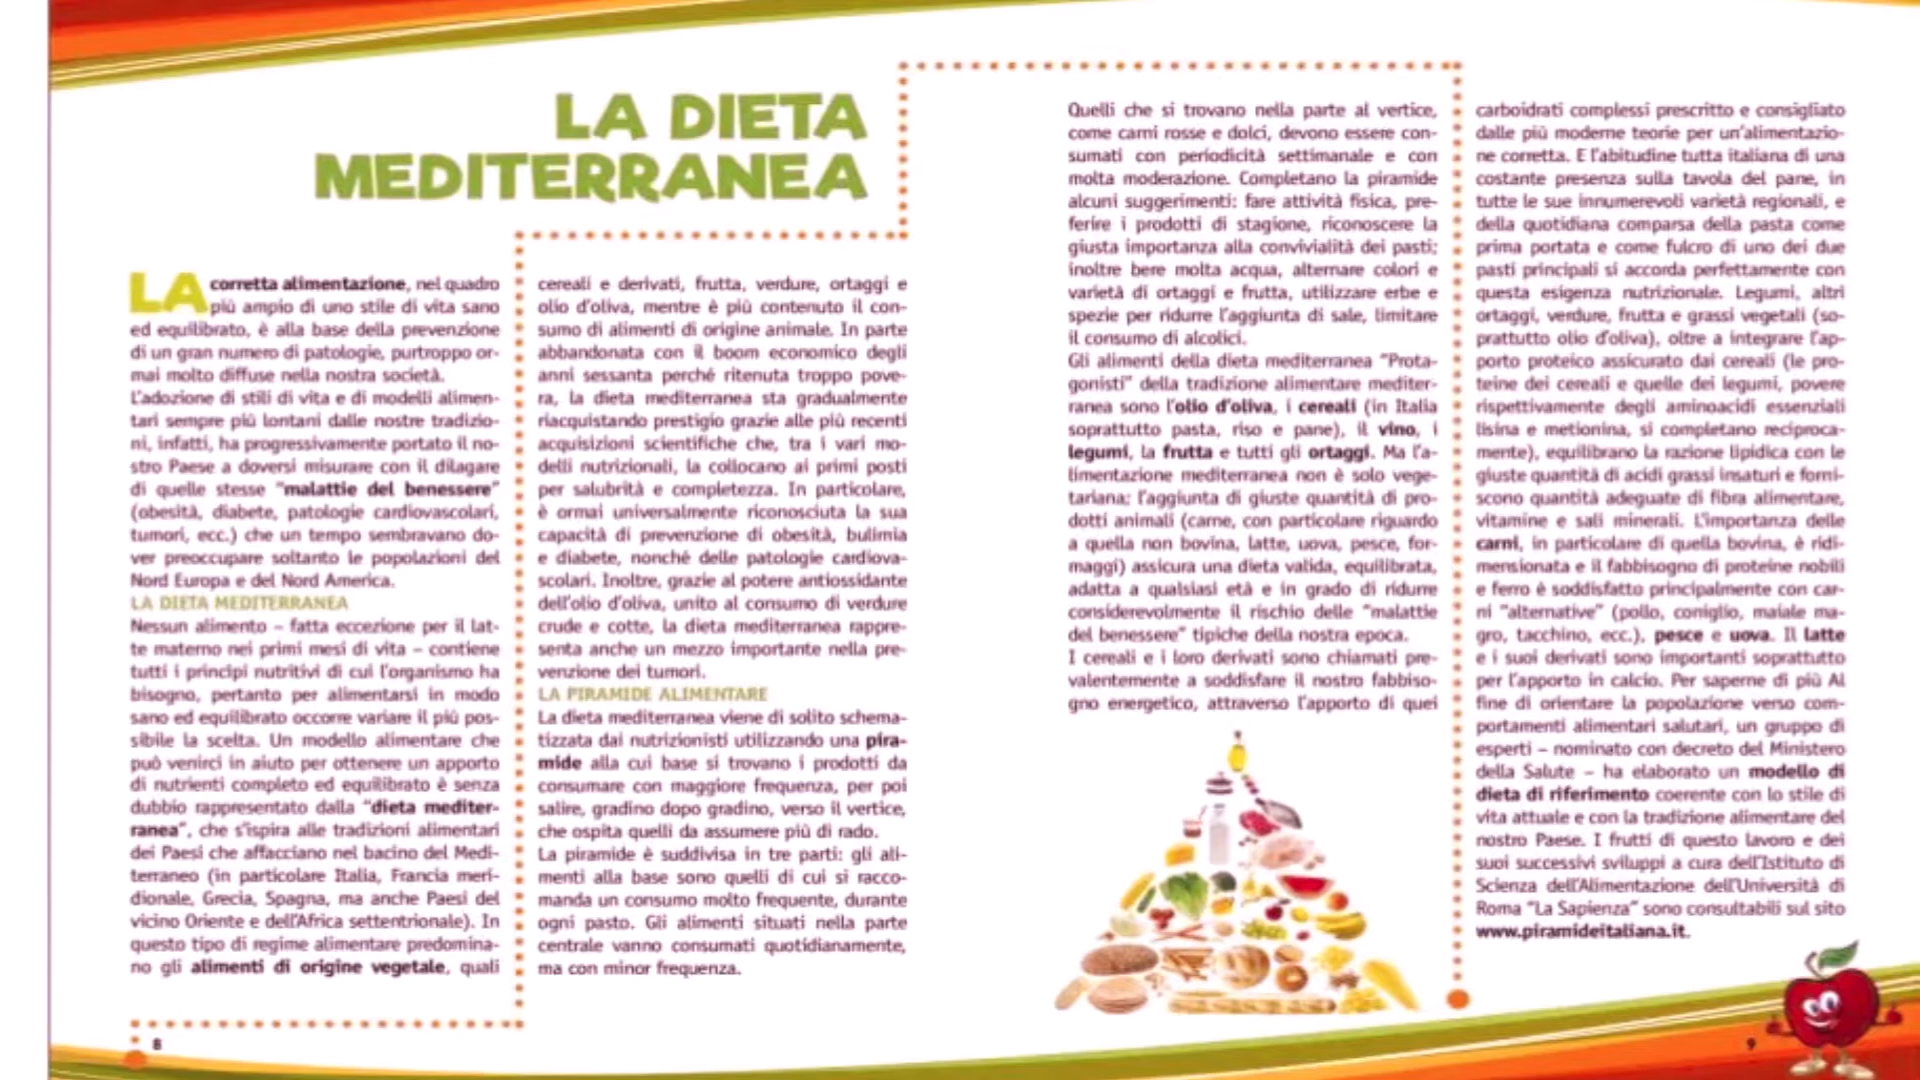 LA DIETA
MEDITERRANEA
LA corretta alimentazione, nel quadro
più ampio di uno stile di vita sano
ed equilibrato, è alla base della prevenzione
di un gran numero di patologie, purtroppo or-
mai molto diffuse nella nostra società.
L'adozione di stili di vita e di modelli alimen-
tari sempre più lontani dalle nostre tradizio-
ni, infatti, ha progressivamente portato il no-
stro Paese a doversi misurare con il dilagare
di quelle stesse "malattie del benessere"
(obesità, diabete, patologie cardiovascolari,
tumori, ecc.) che un tempo sembravano do-
ver preoccupare soltanto le popolazioni del
Nord Europa e del Nord America.
LA DIETA MEDITERRANEA
Nessun alimento – fatta eccezione per il lat-
te materno nei primi mesi di vita – contiene
tutti i principi nutritivi di cui l'organismo ha
bisogno, pertanto per alimentarsi in modo
sano ed equilibrato occorre variare il più pos-
sibile la scelta. Un modello alimentare che
può venirci in aiuto per ottenere un apporto
di nutrienti completo ed equilibrato è senza
dubbio rappresentato dalla "dieta mediter-
ranea", che s'ispira alle tradizioni alimentari
dei Paesi che affacciano nel bacino del Medi-
terraneo (in particolare Italia, Francia meri-
dionale, Grecia, Spagna, ma anche Paesi del
vicino Oriente e dell'Africa settentrionale). In
questo tipo di regime alimentare predomina-
no gli alimenti di origine vegetale, quali
cereali e derivati, frutta, verdure, ortaggi e
olio d'oliva, mentre è più contenuto il con-
sumo di alimenti di origine animale. In parte
abbandonata con il boom economico degli
anni sessanta perché ritenuta troppo pove-
ra, la dieta mediterranea sta gradualmente
riacquistando prestigio grazie alle più recenti
acquisizioni scientifiche che, tra i vari mo-
delli nutrizionali, la collocano ai primi posti
per salubrità e completezza. In particolare,
è ormai universalmente riconosciuta la sua
capacità di prevenzione di obesità, bulimia
e diabete, nonché delle patologie cardiova-
scolari. Inoltre, grazie al potere antiossidante
dell'olio d'oliva, unito al consumo di verdure
crude e cotte, la dieta mediterranea rappre-
senta anche un mezzo importante nella pre-
venzione dei tumori.
LA PIRAMIDE ALIMENTARE
La dieta mediterranea viene di solito schema-
tizzata dai nutrizionisti utilizzando una pira-
mide alla cui base si trovano i prodotti da
consumare con maggiore frequenza, per poi
salire, gradino dopo gradino, verso il vertice,
che ospita quelli da assumere più di rado.
La piramide è suddivisa in tre parti: gli ali-
menti alla base sono quelli di cui si racco-
manda un consumo molto frequente, durante
ogni pasto. Gli alimenti situati nella parte
centrale vanno consumati quotidianamente,
ma con minor frequenza.
8
Quelli che si trovano nella parte al vertice,
come carni rosse e dolci, devono essere con-
sumati con periodicità settimanale e con
molta moderazione. Completano la piramide
alcuni suggerimenti: fare attività fisica, pre-
ferire i prodotti di stagione, riconoscere la
giusta importanza alla convivialità dei pasti;
inoltre bere molta acqua, alternare colori e
varietà di ortaggi e frutta, utilizzare erbe e
spezie per ridurre l'aggiunta di sale, limitare
il consumo di alcolici.
Gli alimenti della dieta mediterranea "Prota-
gonisti" della tradizione alimentare mediter-
ranea sono l'olio d'oliva, i cereali (in Italia
soprattutto pasta, riso e pane), il vino, i
legumi, la frutta e tutti gli ortaggi. Ma l'a-
limentazione mediterranea non è solo vege-
tariana; l'aggiunta di giuste quantità di pro-
dotti animali (carne, con particolare riguardo
a quella non bovina, latte, uova, pesce, for-
maggi) assicura una dieta valida, equilibrata,
adatta a qualsiasi età e in grado di ridurre
considerevolmente il rischio delle "malattie
del benessere" tipiche della nostra epoca.
I cereali e i loro derivati sono chiamati pre-
valentemente a soddisfare il nostro fabbiso-
gno energetico, attraverso l'apporto di quei
carboidrati complessi prescritto e consigliato
dalle più moderne teorie per un'alimentazio-
ne corretta. E l'abitudine tutta italiana di una
costante presenza sulla tavola del pane, in
tutte le sue innumerevoli varietà regionali, e
della quotidiana comparsa della pasta come
prima portata e come fulcro di uno dei due
pasti principali si accorda perfettamente con
questa esigenza nutrizionale. Legumi, altri
ortaggi, verdure, frutta e grassi vegetali (so-
prattutto olio d'oliva), oltre a integrare l'ap-
porto proteico assicurato dai cereali (le pro-
teine dei cereali e quelle dei legumi, povere
rispettivamente degli aminoacidi essenziali
lisina e metionina, si completano reciproca-
mente), equilibrano la razione lipidica con le
giuste quantità di acidi grassi insaturi e forni-
scono quantità adeguate di fibra alimentare,
vitamine e sali minerali. L'importanza delle
carni, in particolare di quella bovina, è ridi-
mensionata e il fabbisogno di proteine nobili
e ferro è soddisfatto principalmente con car-
ni "alternative" (pollo, coniglio, maiale ma-
gro, tacchino, ecc.), pesce e uova. Il latte
e i suoi derivati sono importanti soprattutto
per l'apporto in calcio. Per saperne di più Al
fine di orientare la popolazione verso com-
portamenti alimentari salutari, un gruppo di
esperti – nominato con decreto del Ministero
della Salute – ha elaborato un modello di
dieta di riferimento coerente con lo stile di
vita attuale e con la tradizione alimentare del
nostro Paese. I frutti di questo lavoro e dei
suoi successivi sviluppi a cura dell'Istituto di
Scienza dell'Alimentazione dell'Università di
Roma "La Sapienza" sono consultabili sul sito
www.piramideitaliana.it.
9